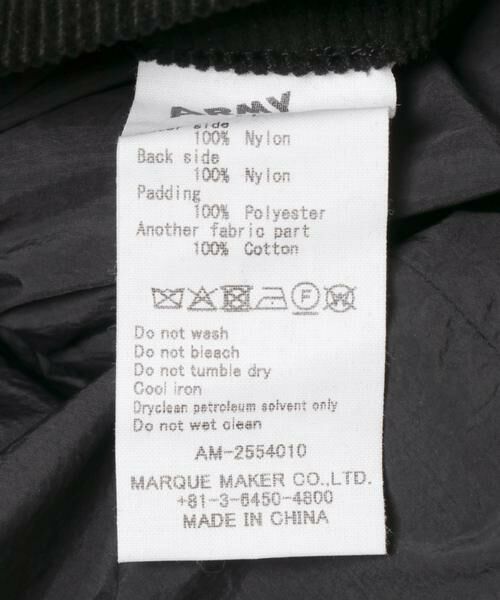 ARMY
100% Nylon
Back side
100% Nylon
Padding
100% Polyester
Another fabric part
100% Cotton
F
W
Do not wash
Do not bleach
Do not tumble dry
Cool iron
Dryclean petroleum solvent only
Do not wet clean
AM-2554010
MARQUE MAKER CO.,LTD.
+81-3-6450-4800
MADE IN CHINA